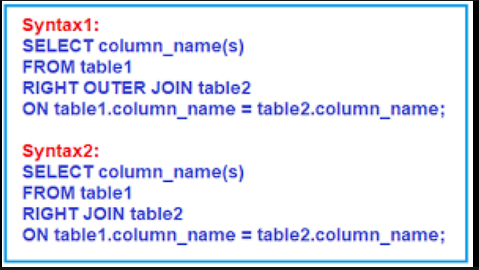 Syntax1:
SELECT column_name(s)
FROM table1
RIGHT OUTER JOIN table2
ON table1.column_name = table2.column_name;
Syntax2:
SELECT column_name(s)
FROM table1
RIGHT JOIN table2
ON table1.column_name = table2.column_name;